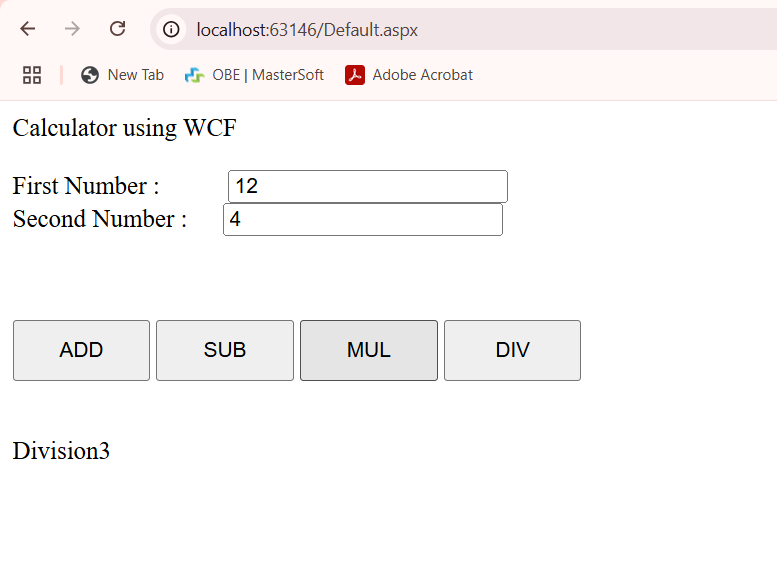 localhost:63146/Default.aspx
New Tab OBE | MasterSoft Adobe Acrobat
Calculator using WCF
First Number : 12
Second Number : 4
ADD SUB MUL DIV
Division3